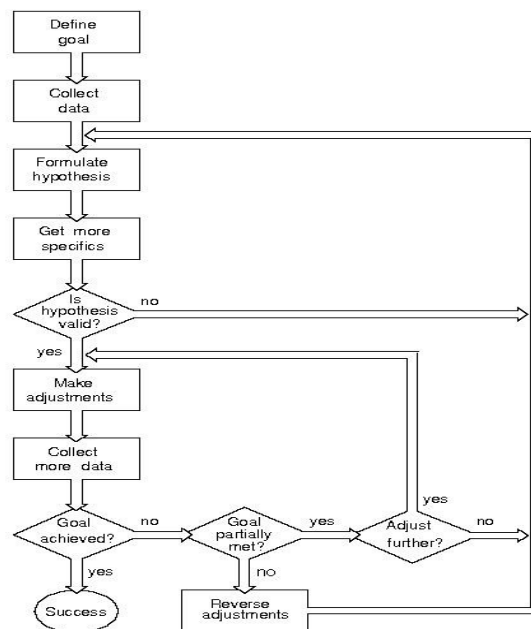 Define
goal
Collect
data
Formulate
hypothesis
Get more
specifics
Is
hypothesis
valid?
no
yes
Make
adjustments
Collect
more data
Goal
achieved?
no
yes
Goal
partially
met?
yes
no
Adjust
further?
yes
no
Success
Reverse
adjustments